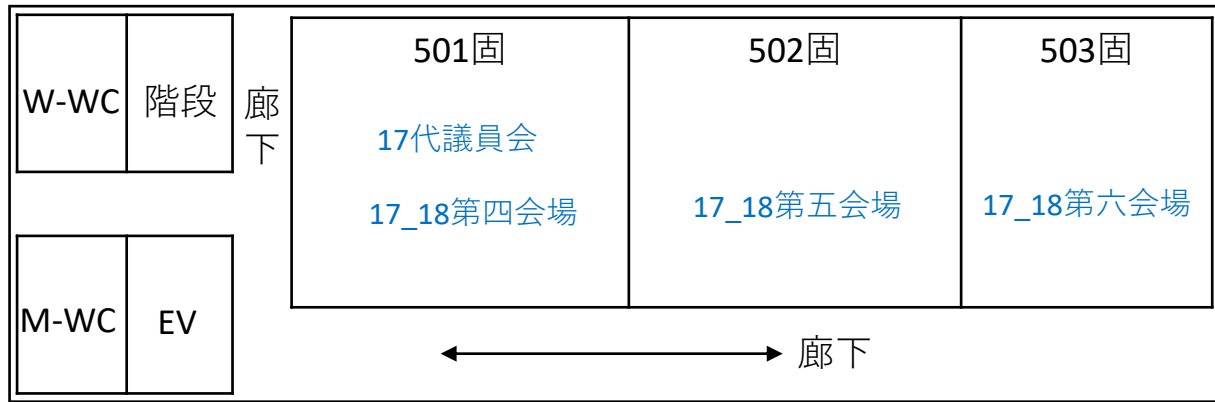 W-WC
階段
廊下
501固
17代議員会
17_18第四会場
502固
17_18第五会場
503固
17_18第六会場
M-WC
EV
廊下